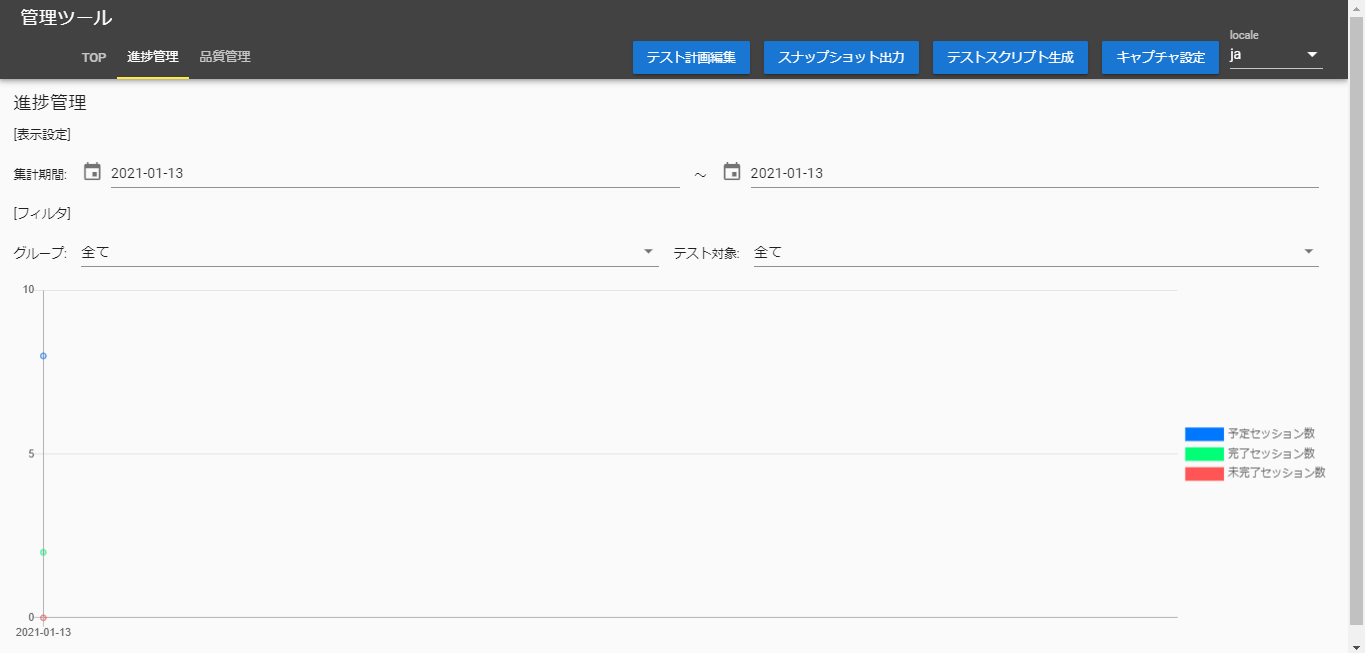 管理ツール
TOP 進捗管理 品質管理 テスト計画編集 スナップショット出力 テストスクリプト生成 キャプチャ設定 locale
ja
進捗管理
[表示設定]
集計期間: 2021-01-13 ～ 2021-01-13
[フィルタ]
グループ: 全て テスト対象: 全て
10
5
0
2021-01-13
予定セッション数
完了セッション数
未完了セッション数